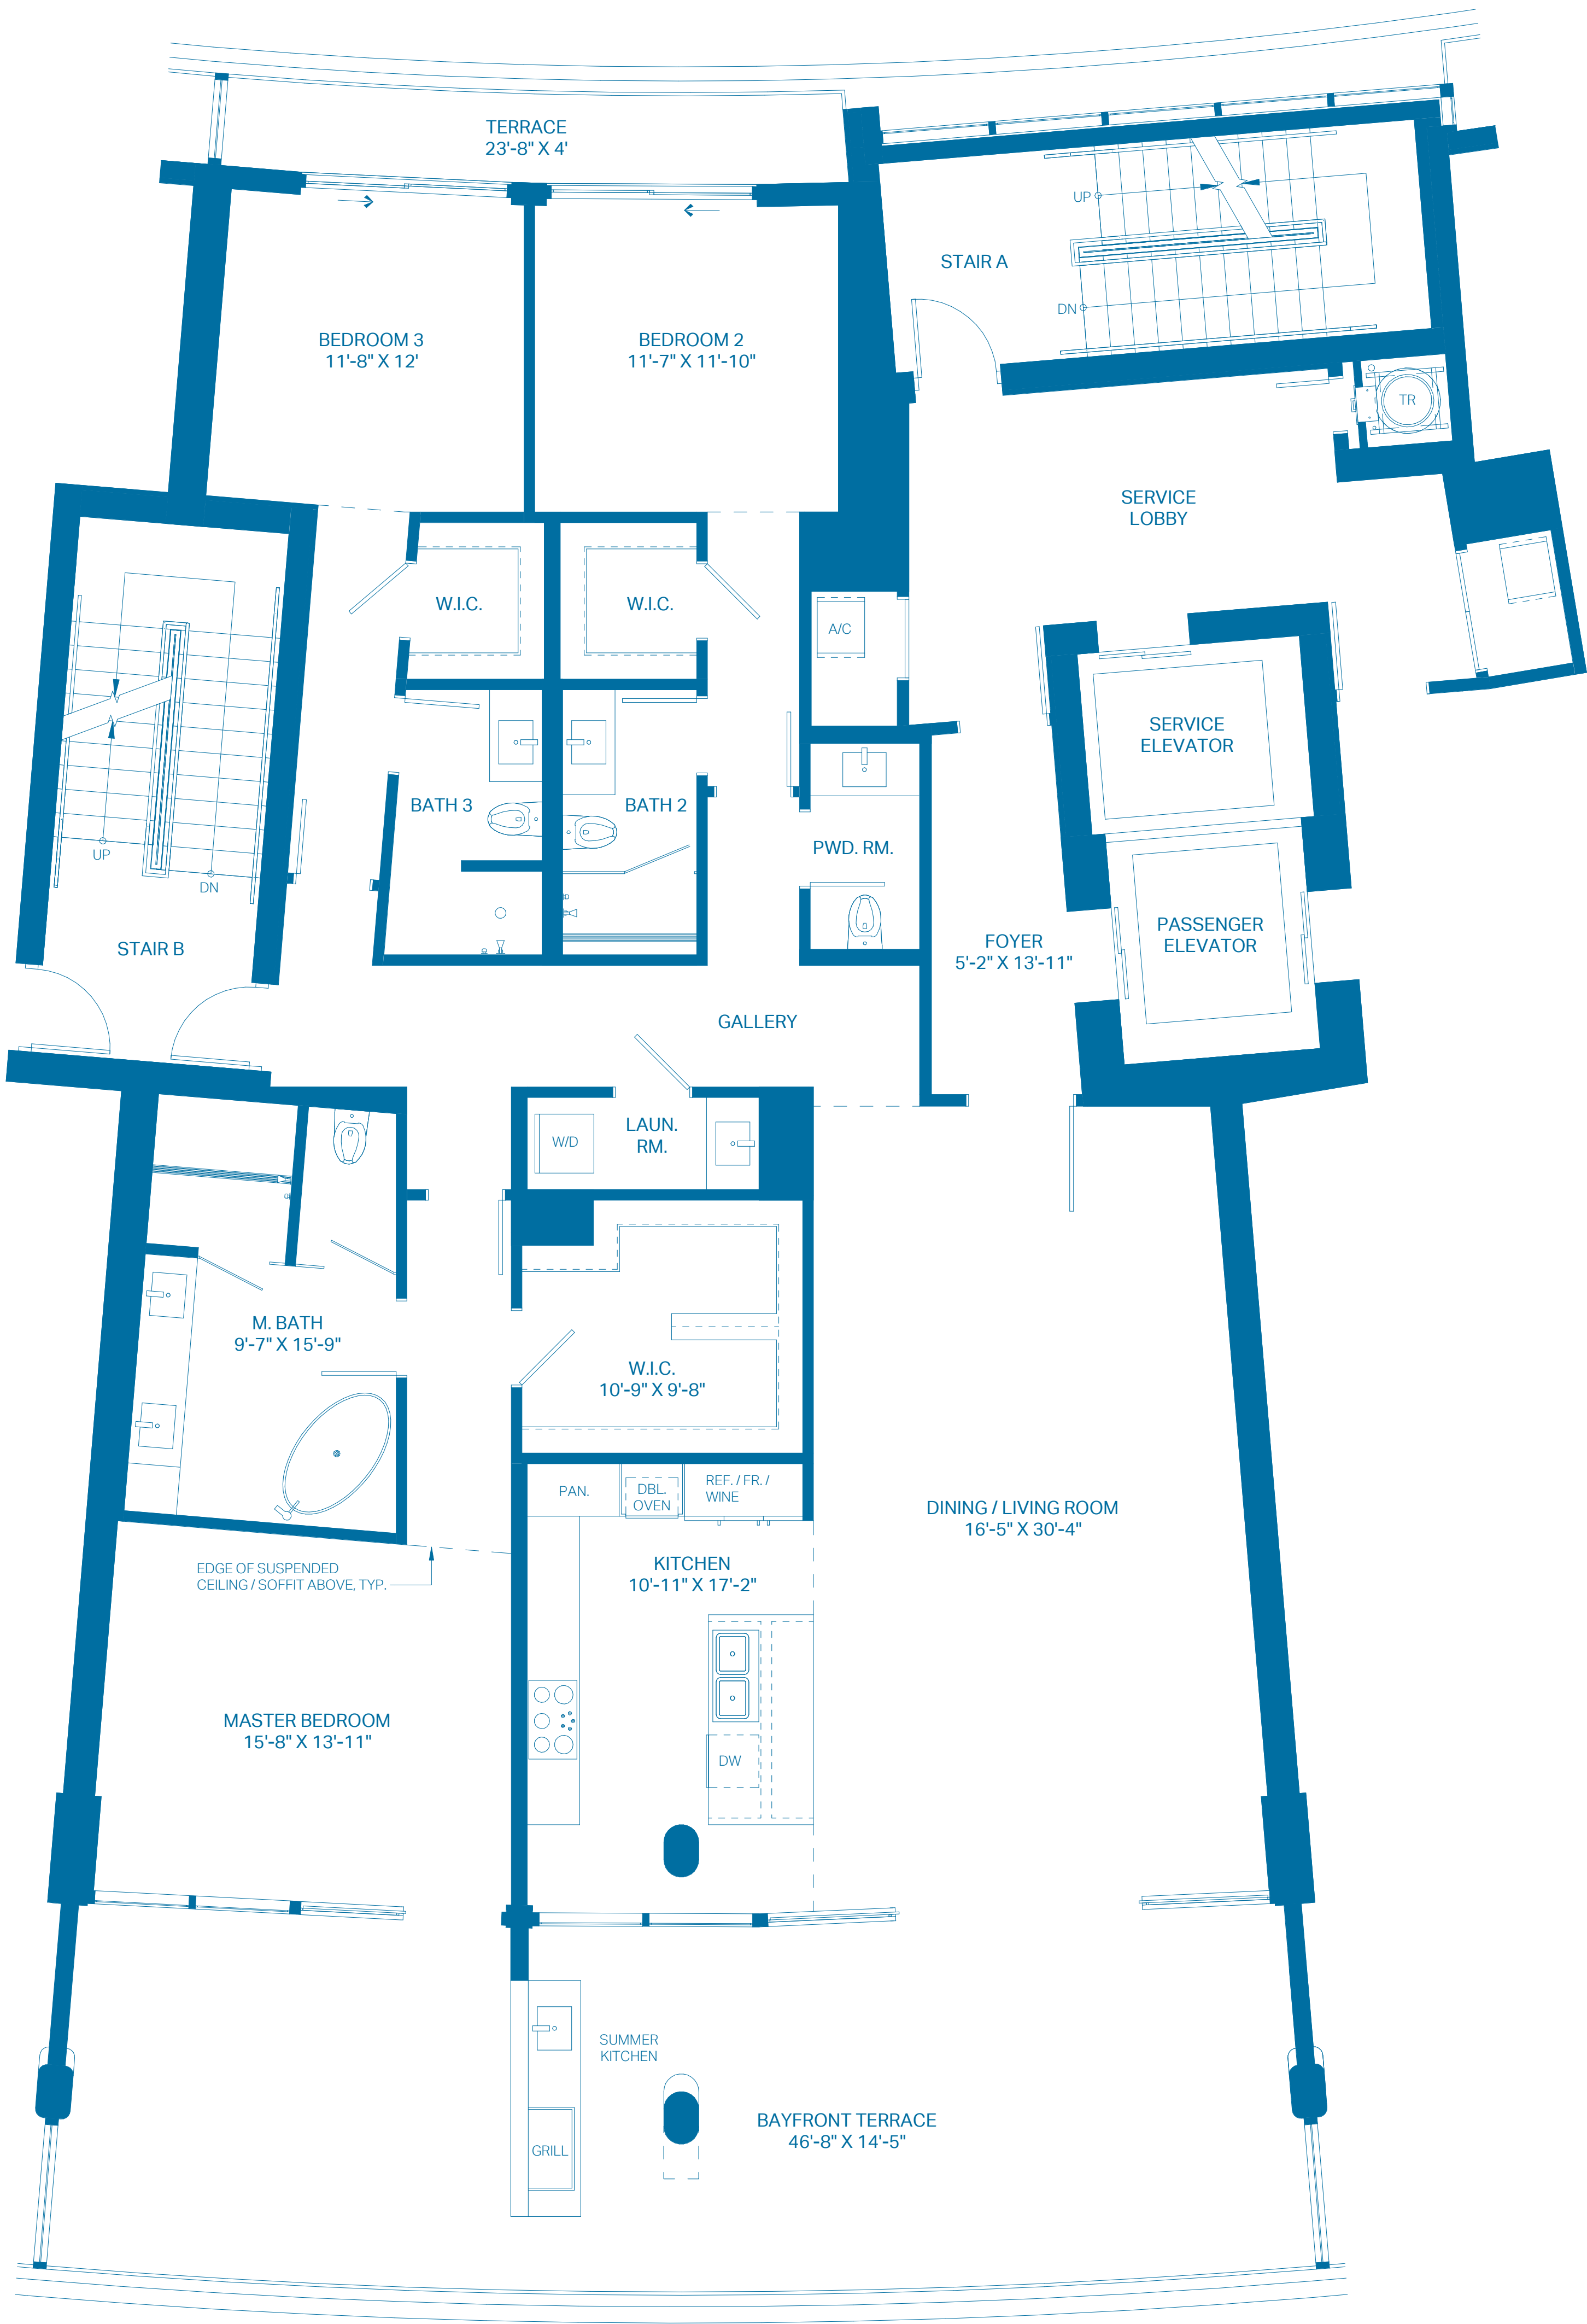 TERRACE
23'-8" X 4'
UP
STAIR A
DN
BEDROOM 3
11'-8" X 12'
BEDROOM 2
11'-7" X 11'-10"
TR
SERVICE
LOBBY
W.I.C.
W.I.C.
A/C
SERVICE
ELEVATOR
BATH 3
BATH 2
PWD. RM.
UP
DN
STAIR B
FOYER
5'-2" X 13'-11"
PASSENGER
ELEVATOR
GALLERY
W/D
LAUN.
RM.
M. BATH
9'-7" X 15'-9"
W.I.C.
10'-9" X 9'-8"
PAN.
DBL.
OVEN
REF. / FR. /
WINE
DINING / LIVING ROOM
16'-5" X 30'-4"
EDGE OF SUSPENDED
CEILING / SOFFIT ABOVE, TYP.
KITCHEN
10'-11" X 17'-2"
MASTER BEDROOM
15'-8" X 13'-11"
DW
SUMMER
KITCHEN
BAYFRONT TERRACE
46'-8" X 14'-5"
GRILL